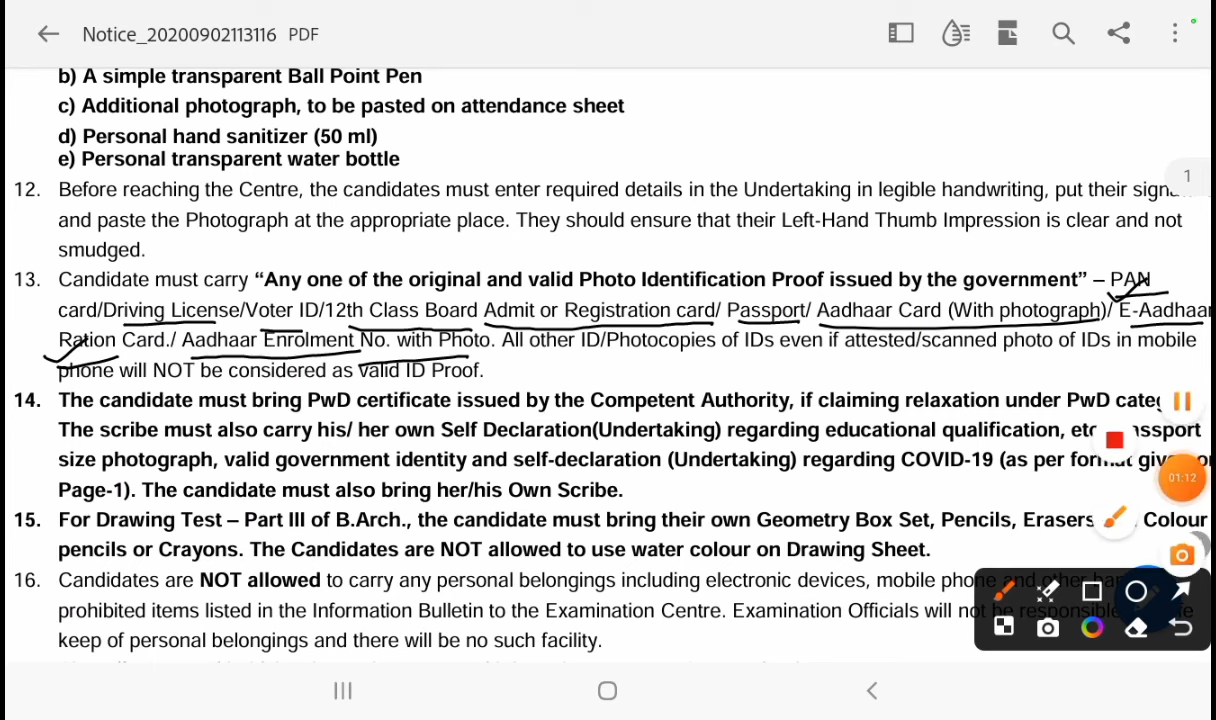 Notice_20200902113116 PDF
b) A simple transparent Ball Point Pen
c) Additional photograph, to be pasted on attendance sheet
d) Personal hand sanitizer (50 ml)
e) Personal transparent water bottle
1
12. Before reaching the Centre, the candidates must enter required details in the Undertaking in legible handwriting, put their
and paste the Photograph at the appropriate place. They should ensure that their Left-Hand Thumb Impression is clear and not
smudged.
13. Candidate must carry “Any one of the original and valid Photo Identification Proof issued by the government” – PAN
card/Driving License/Voter ID/12th Class Board Admit or Registration card/ Passport/ Aadhaar Card (With photograph)/ E-Aadhaar
Ration Card./ Aadhaar Enrolment No. with Photo. All other ID/Photocopies of IDs even if attested/scanned photo of IDs in mobile
phone will NOT be considered as valid ID Proof.
14. The candidate must bring PwD certificate issued by the Competent Authority, if claiming relaxation under PwD
The scribe must also carry his/ her own Self Declaration(Undertaking) regarding educational qualification,
size photograph, valid government identity and self-declaration (Undertaking) regarding COVID-19 (as per
Page-1). The candidate must also bring her/his Own Scribe.
01:12
15. For Drawing Test – Part III of B.Arch., the candidate must bring their own Geometry Box Set, Pencils, Erasers Colour
pencils or Crayons. The Candidates are NOT allowed to use water colour on Drawing Sheet.
16. Candidates are NOT allowed to carry any personal belongings including electronic devices, mobile phone and other
prohibited items listed in the Information Bulletin to the Examination Centre. Examination Officials will not be responsible
keep of personal belongings and there will be no such facility.